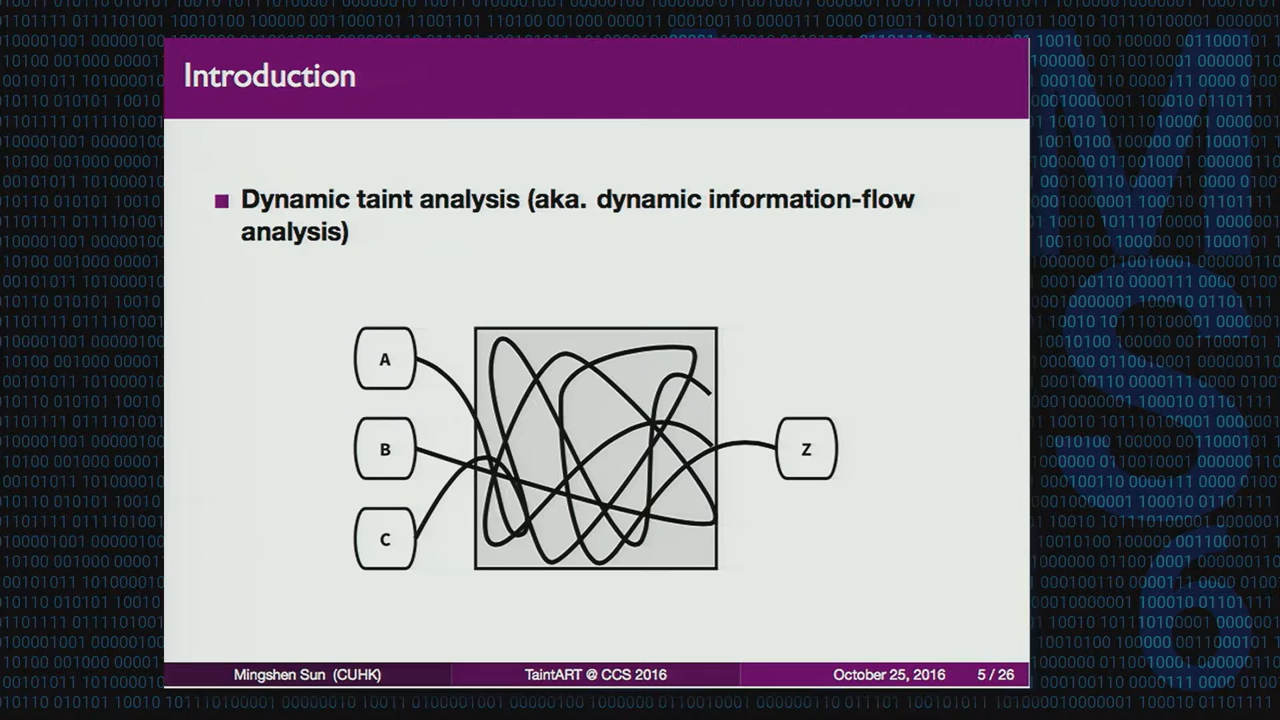 Introduction
Dynamic taint analysis (aka. dynamic information-flow
analysis)
A
B
C
Z
Mingshen Sun (CUHK)
TaintART @ CCS 2016
October 25, 2016
5 / 26